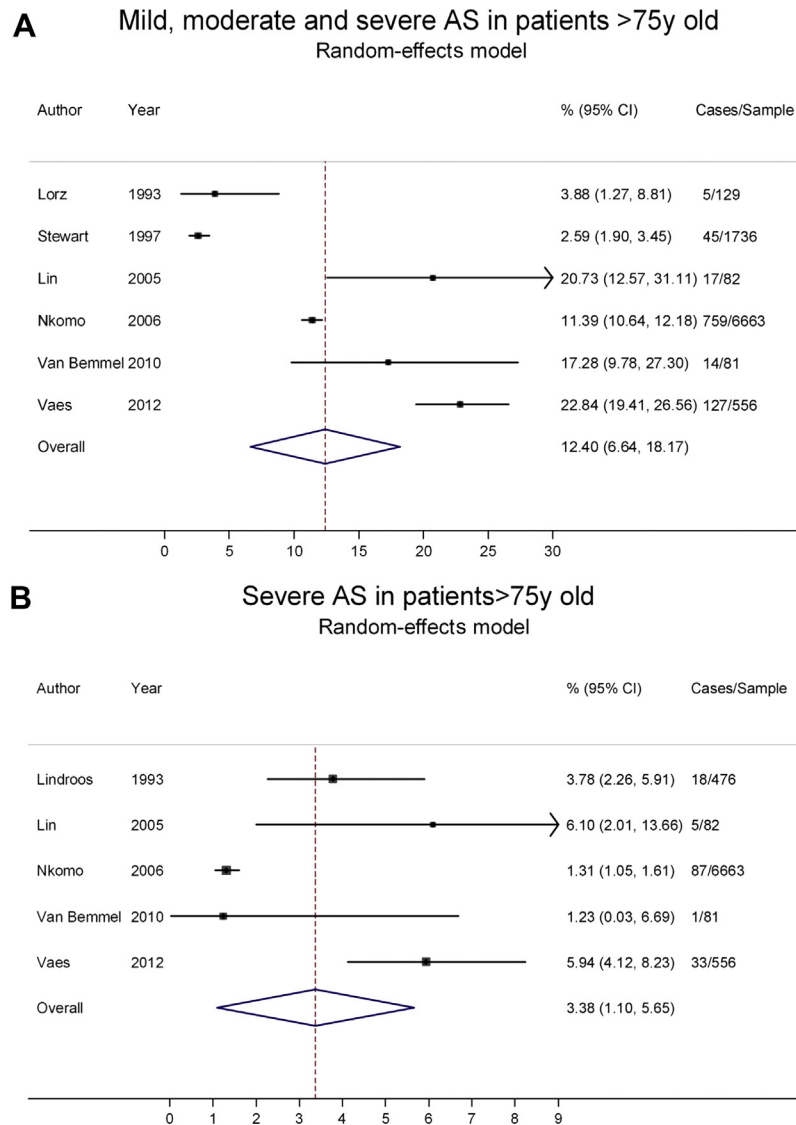 A
Mild, moderate and severe AS in patients >75y old
Random-effects model
Author Year % (95% CI) Cases/Sample
Lorz 1993 3.88 (1.27, 8.81) 5/129
Stewart 1997 2.59 (1.90, 3.45) 45/1736
Lin 2005 20.73 (12.57, 31.11) 17/82
Nkomo 2006 11.39 (10.64, 12.18) 759/6663
Van Bemmel 2010 17.28 (9.78, 27.30) 14/81
Vaes 2012 22.84 (19.41, 26.56) 127/556
Overall 12.40 (6.64, 18.17)
0 5 10 15 20 25 30
B
Severe AS in patients>75y old
Random-effects model
Author Year % (95% CI) Cases/Sample
Lindroos 1993 3.78 (2.26, 5.91) 18/476
Lin 2005 6.10 (2.01, 13.66) 5/82
Nkomo 2006 1.31 (1.05, 1.61) 87/6663
Van Bemmel 2010 1.23 (0.03, 6.69) 1/81
Vaes 2012 5.94 (4.12, 8.23) 33/556
Overall 3.38 (1.10, 5.65)
0 1 2 3 4 5 6 7 8 9